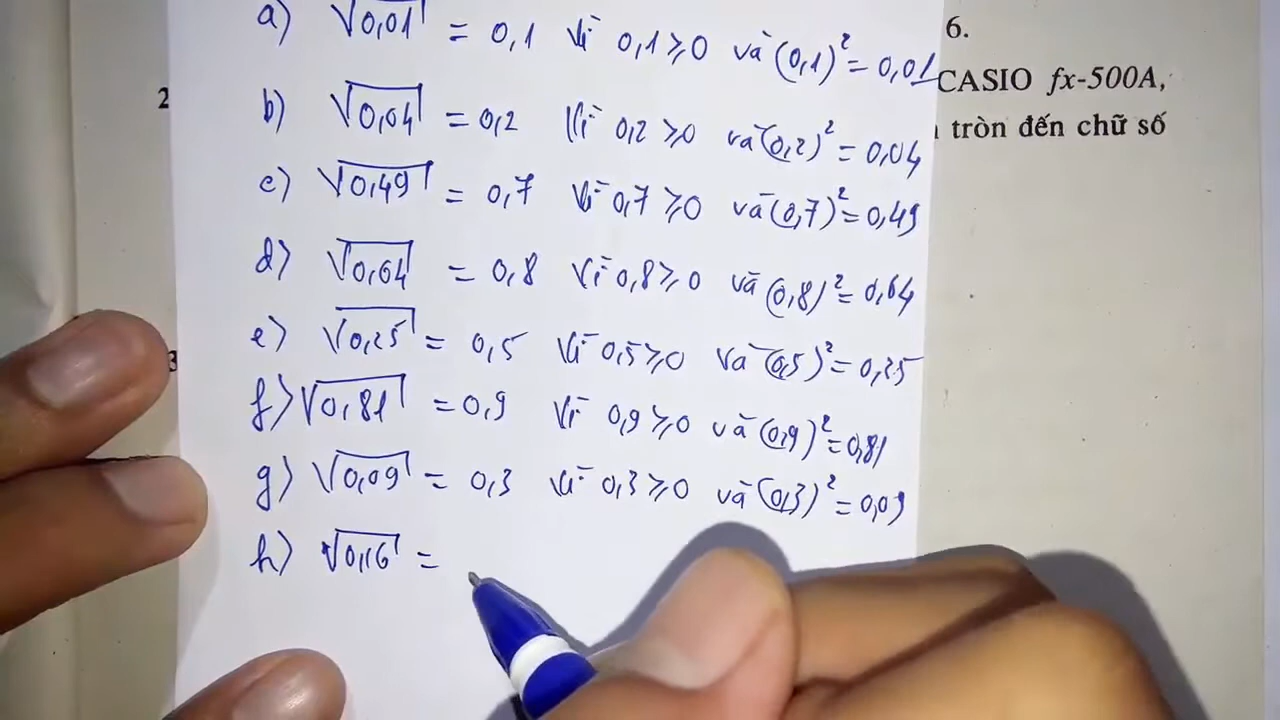 a) √0,01 = 0,1 Vì 0,1 ≥ 0 và (0,1)² = 0,01
b) √0,04 = 0,2 Vì 0,2 ≥ 0 và (0,2)² = 0,04
c) √0,49 = 0,7 Vì 0,7 ≥ 0 và (0,7)² = 0,49
d) √0,64 = 0,8 Vì 0,8 ≥ 0 và (0,8)² = 0,64
e) √0,25 = 0,5 Vì 0,5 ≥ 0 và (0,5)² = 0,25
f) √0,81 = 0,9 Vì 0,9 ≥ 0 và (0,9)² = 0,81
g) √0,09 = 0,3 Vì 0,3 ≥ 0 và (0,3)² = 0,09
h) √0,16 =
2
3
6.
CASIO fx-500A,
tròn đến chữ số